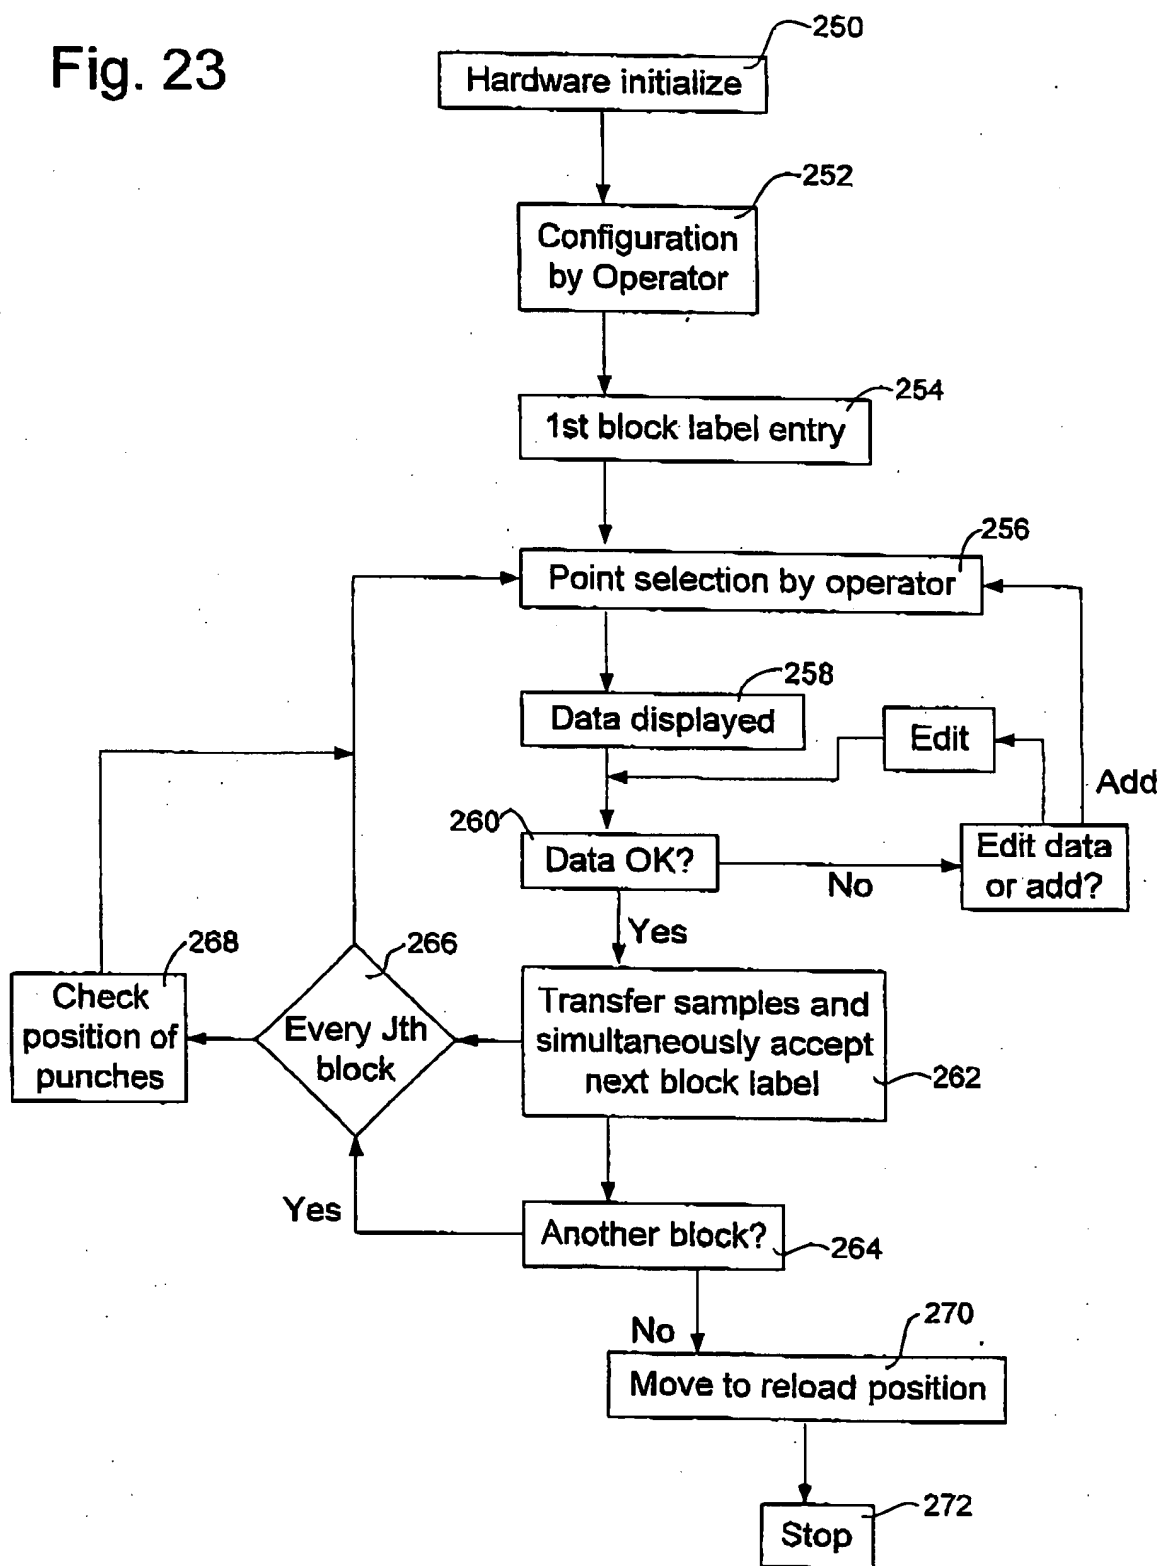 Fig. 23
250
Hardware initialize
252
Configuration
by Operator
254
1st block label entry
256
Point selection by operator
258
Data displayed
Edit
Add
260
Data OK?
No
Edit data
or add?
Yes
268
266
Check
position of
punches
Every Jth
block
Transfer samples and
simultaneously accept
next block label
262
Yes
Another block?
264
No
270
Move to reload position
272
Stop